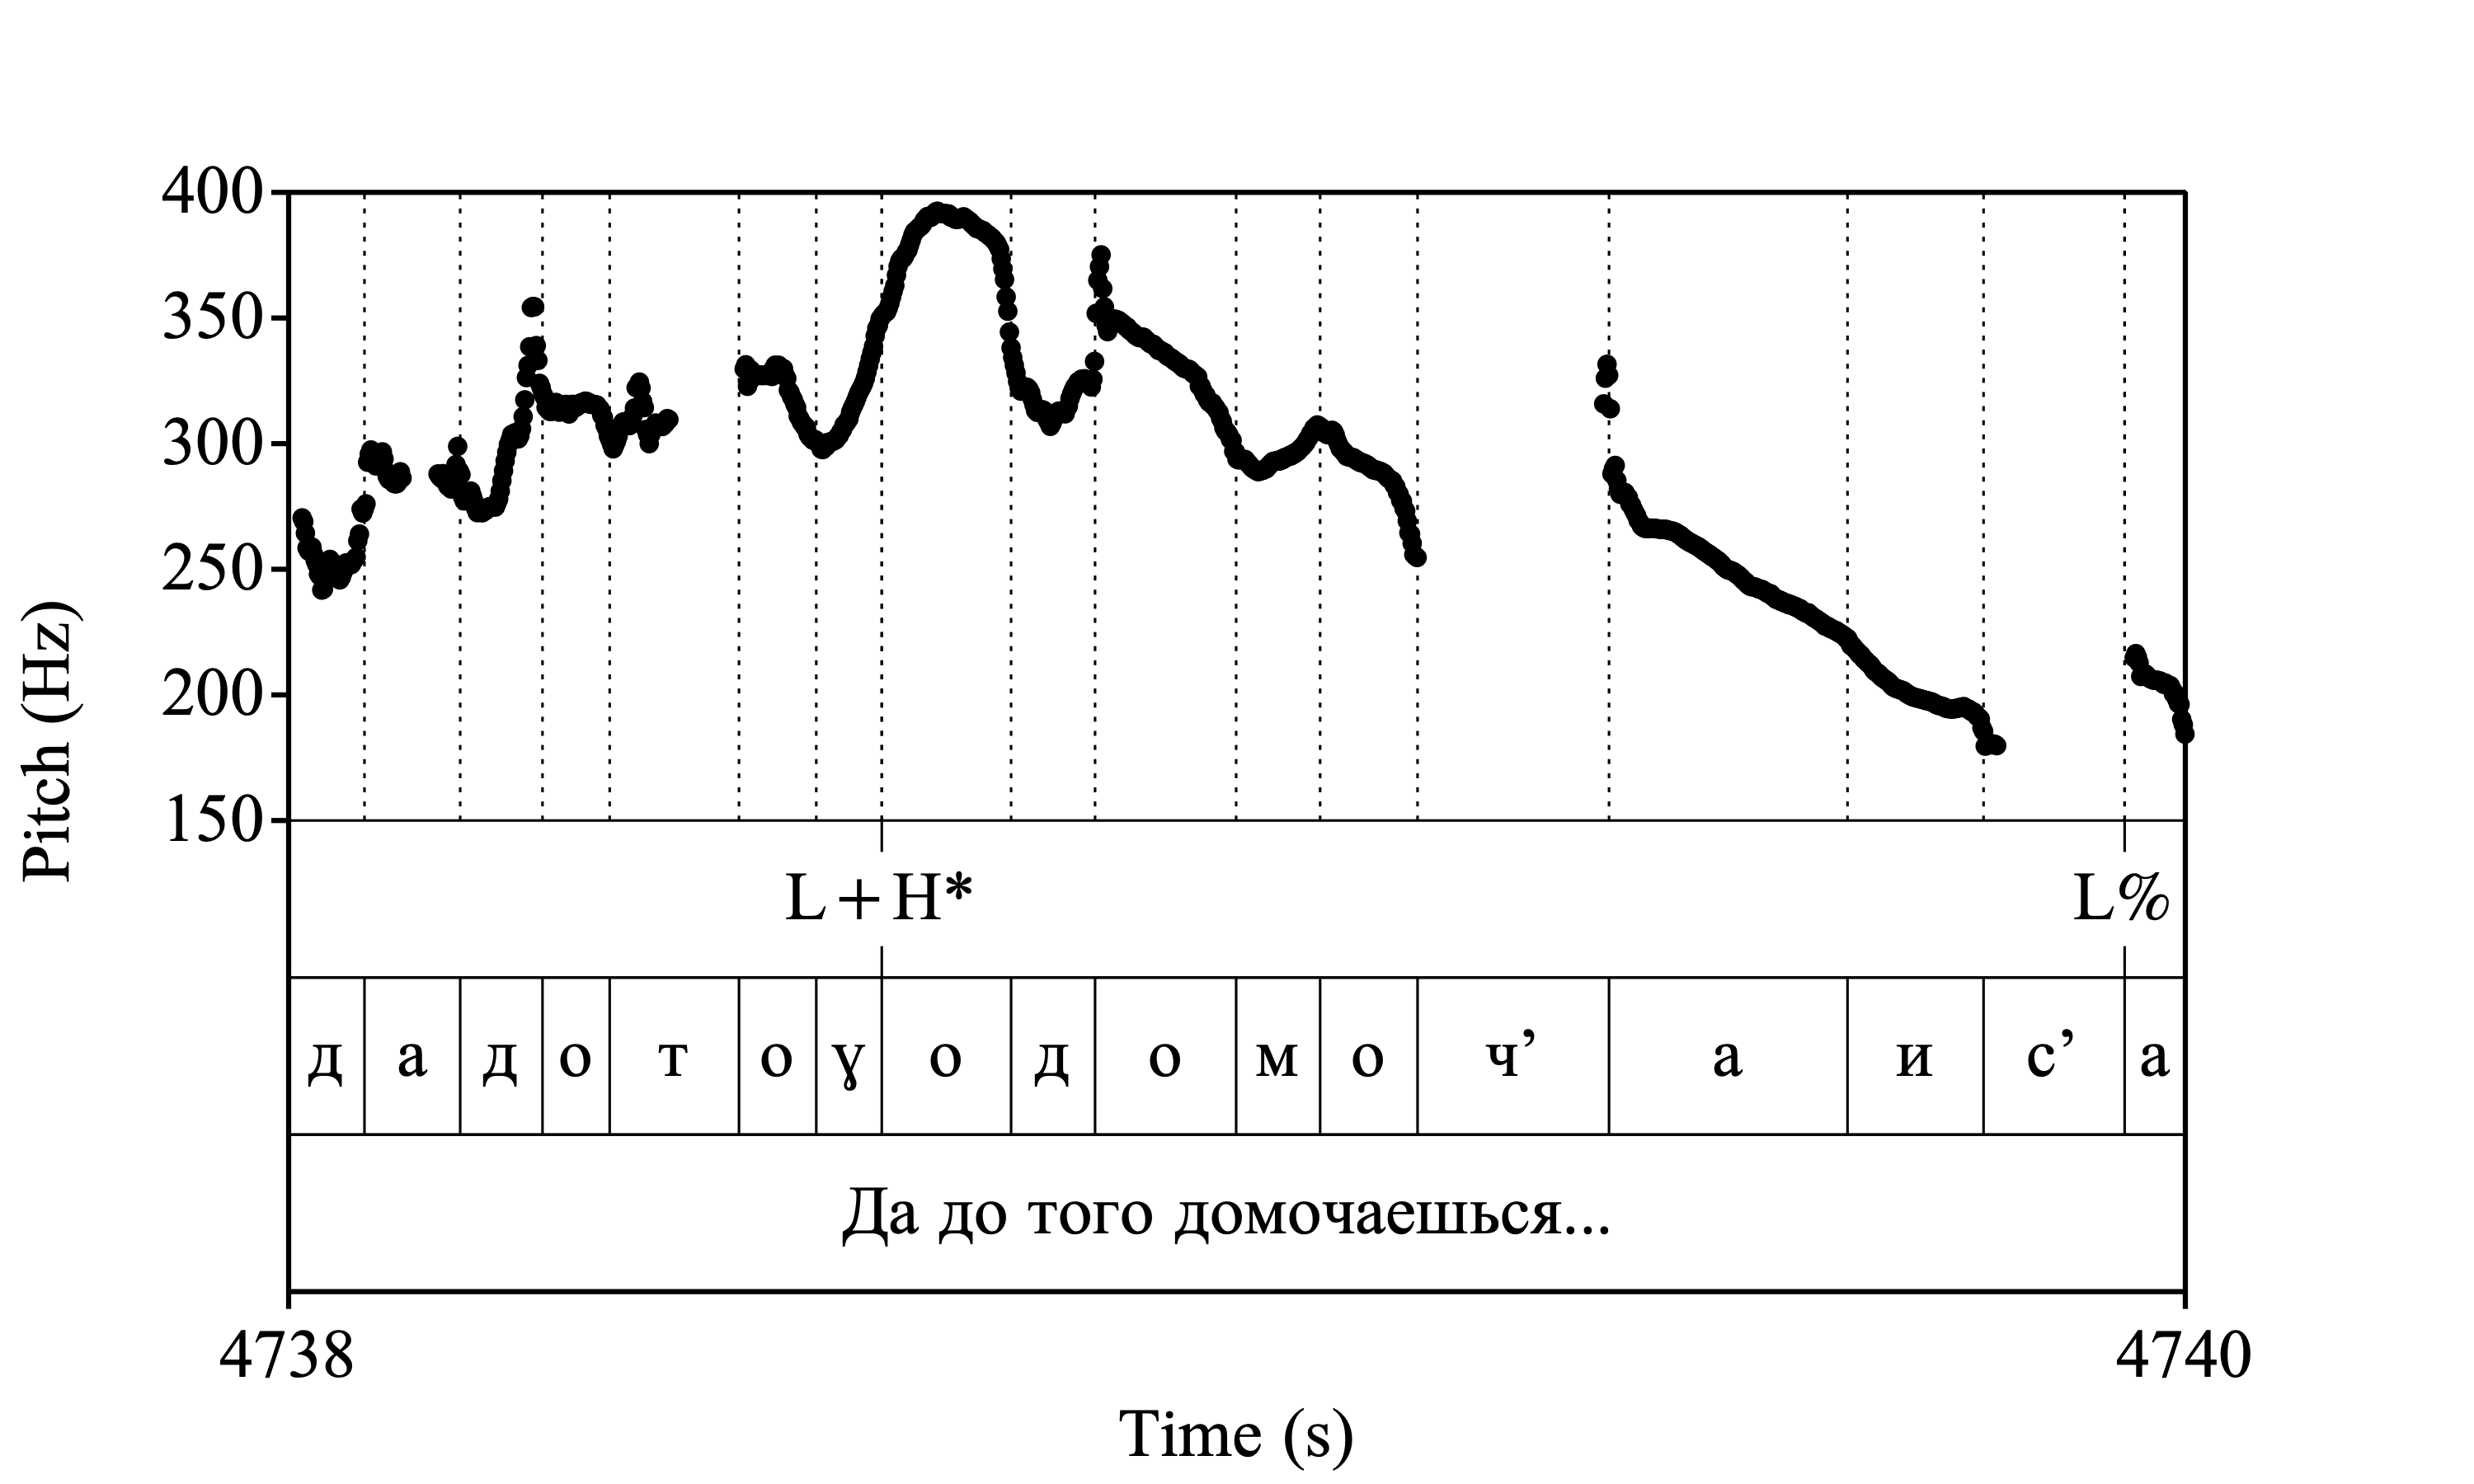 400
350
300
250
200
150
Pitch (Hz)
L+H* L%
д а д о т о ɣ о д о м о ч’ а и с’ а
Да до того домочаешься...
4738 4740
Time (s)